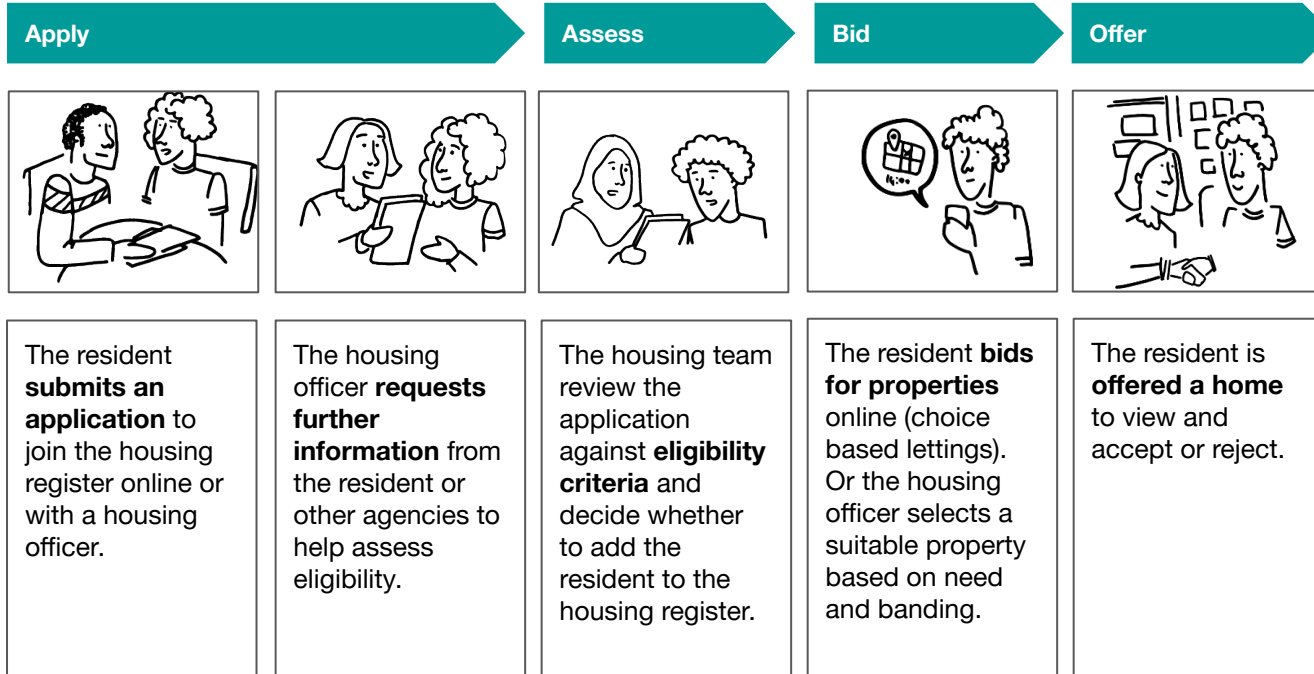 Apply
Assess
Bid
Offer
14:00
The resident
submits an
application to
join the housing
register online or
with a housing
officer.
The housing
officer requests
further
information from
the resident or
other agencies to
help assess
eligibility.
The housing team
review the
application
against eligibility
criteria and
decide whether
to add the
resident to the
housing register.
The resident bids
for properties
online (choice
based lettings).
Or the housing
officer selects a
suitable property
based on need
and banding.
The resident is
offered a home
to view and
accept or reject.